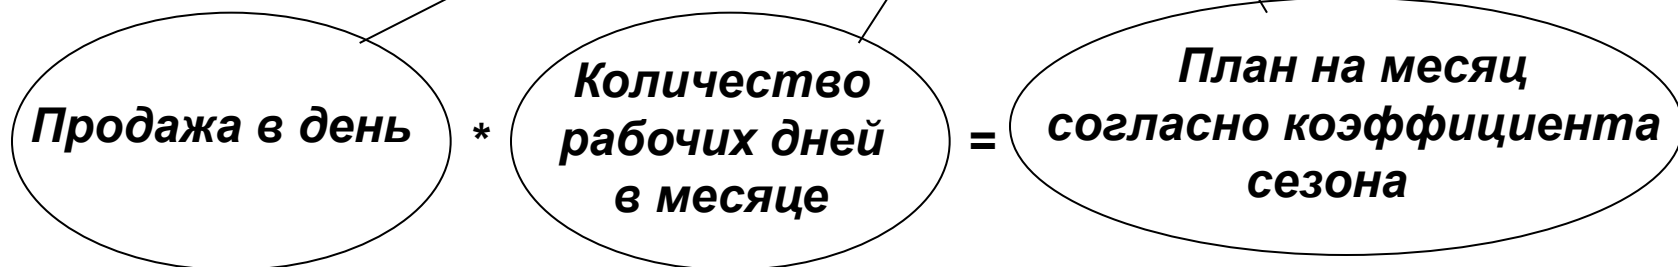 Продажа в день
*
Количество
рабочих дней
в месяце
=
План на месяц
согласно коэффициента
сезона